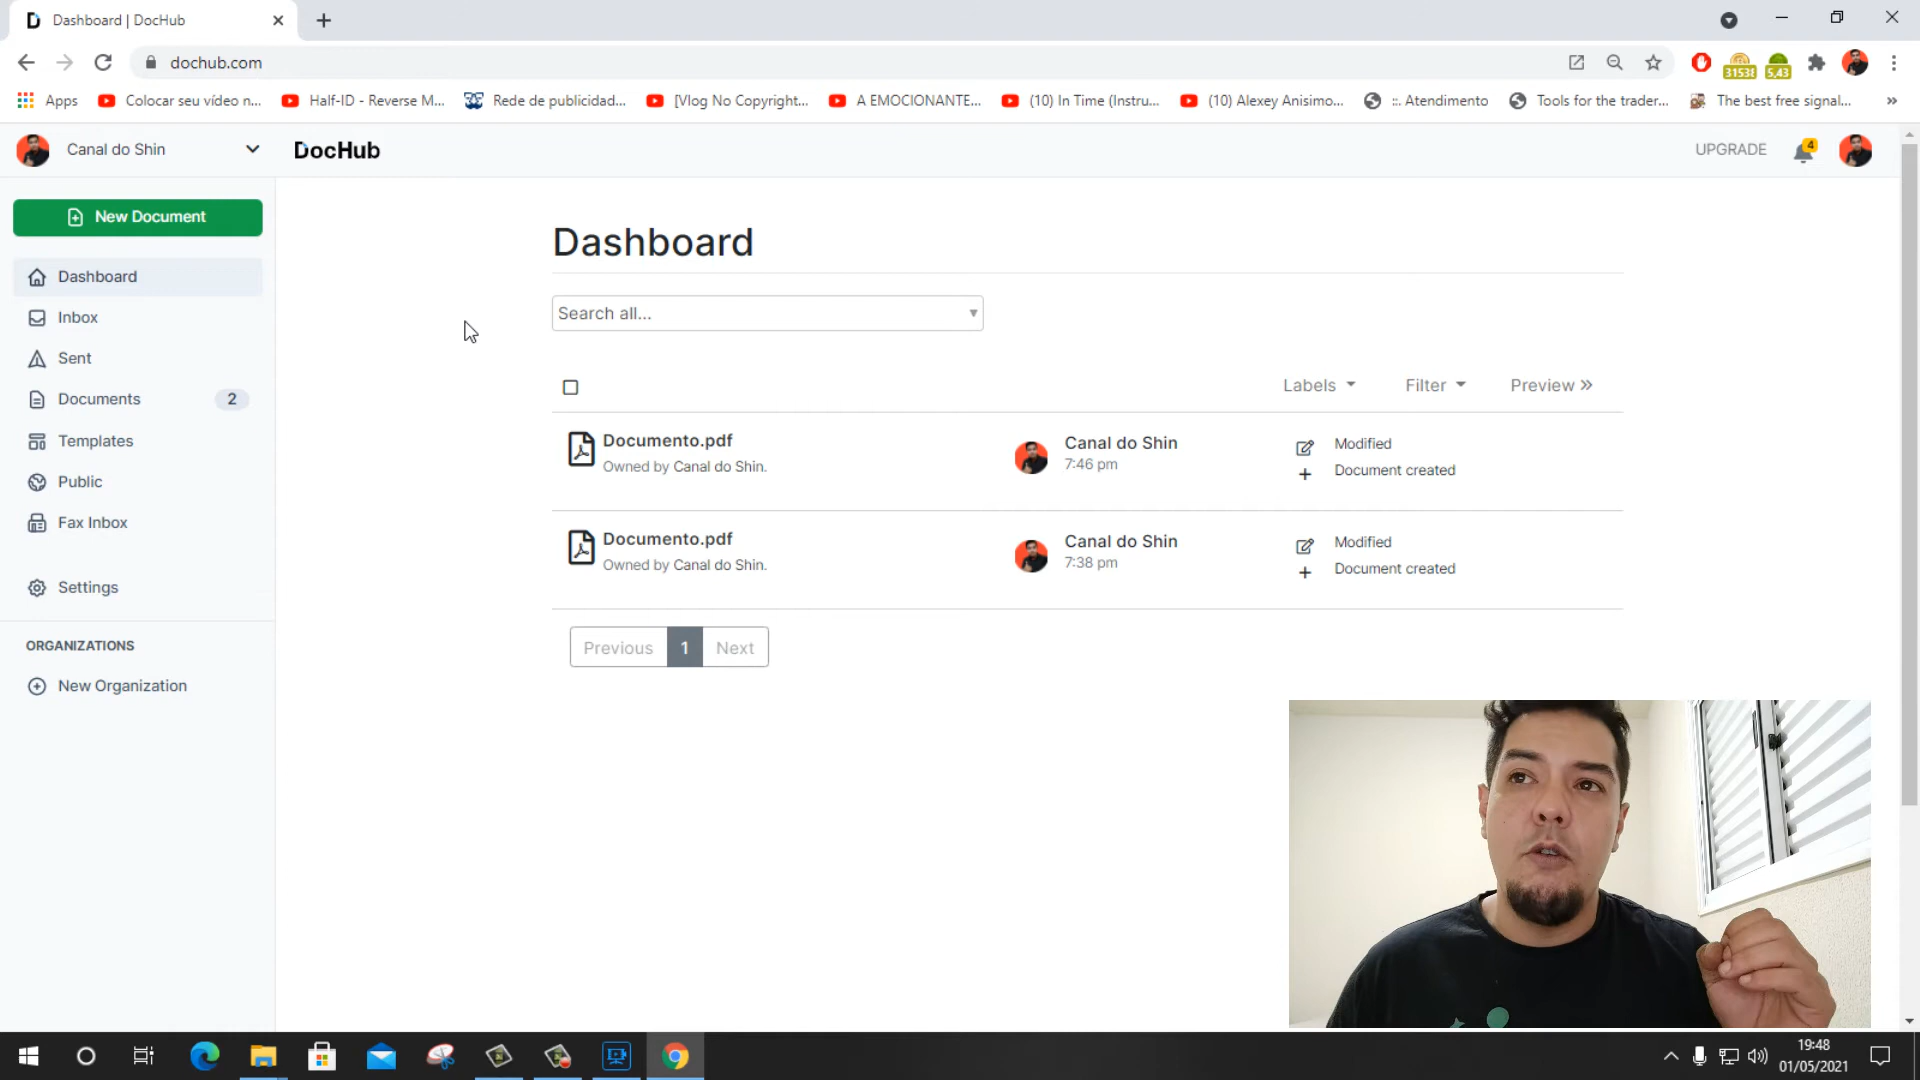 Dashboard | DocHub
dochub.com
31538
5,43
Apps
Colocar seu vídeo n...
Half-ID - Reverse M...
Rede de publicidad...
[Vlog No Copyright...
A EMOCIONANTE...
(10) In Time (Instru...
(10) Alexey Anisimo...
:: Atendimento
Tools for the trader...
The best free signal...
Canal do Shin
DocHub
UPGRADE
4
New Document
Dashboard
Inbox
Sent
Documents 2
Templates
Public
Fax Inbox
Settings
ORGANIZATIONS
New Organization
Dashboard
Search all...
Labels Filter Preview
Documento.pdf
Owned by Canal do Shin.
Canal do Shin
7:46 pm
Modified
Document created
Documento.pdf
Owned by Canal do Shin.
Canal do Shin
7:38 pm
Modified
Document created
Previous 1 Next
19:48
01/05/2021